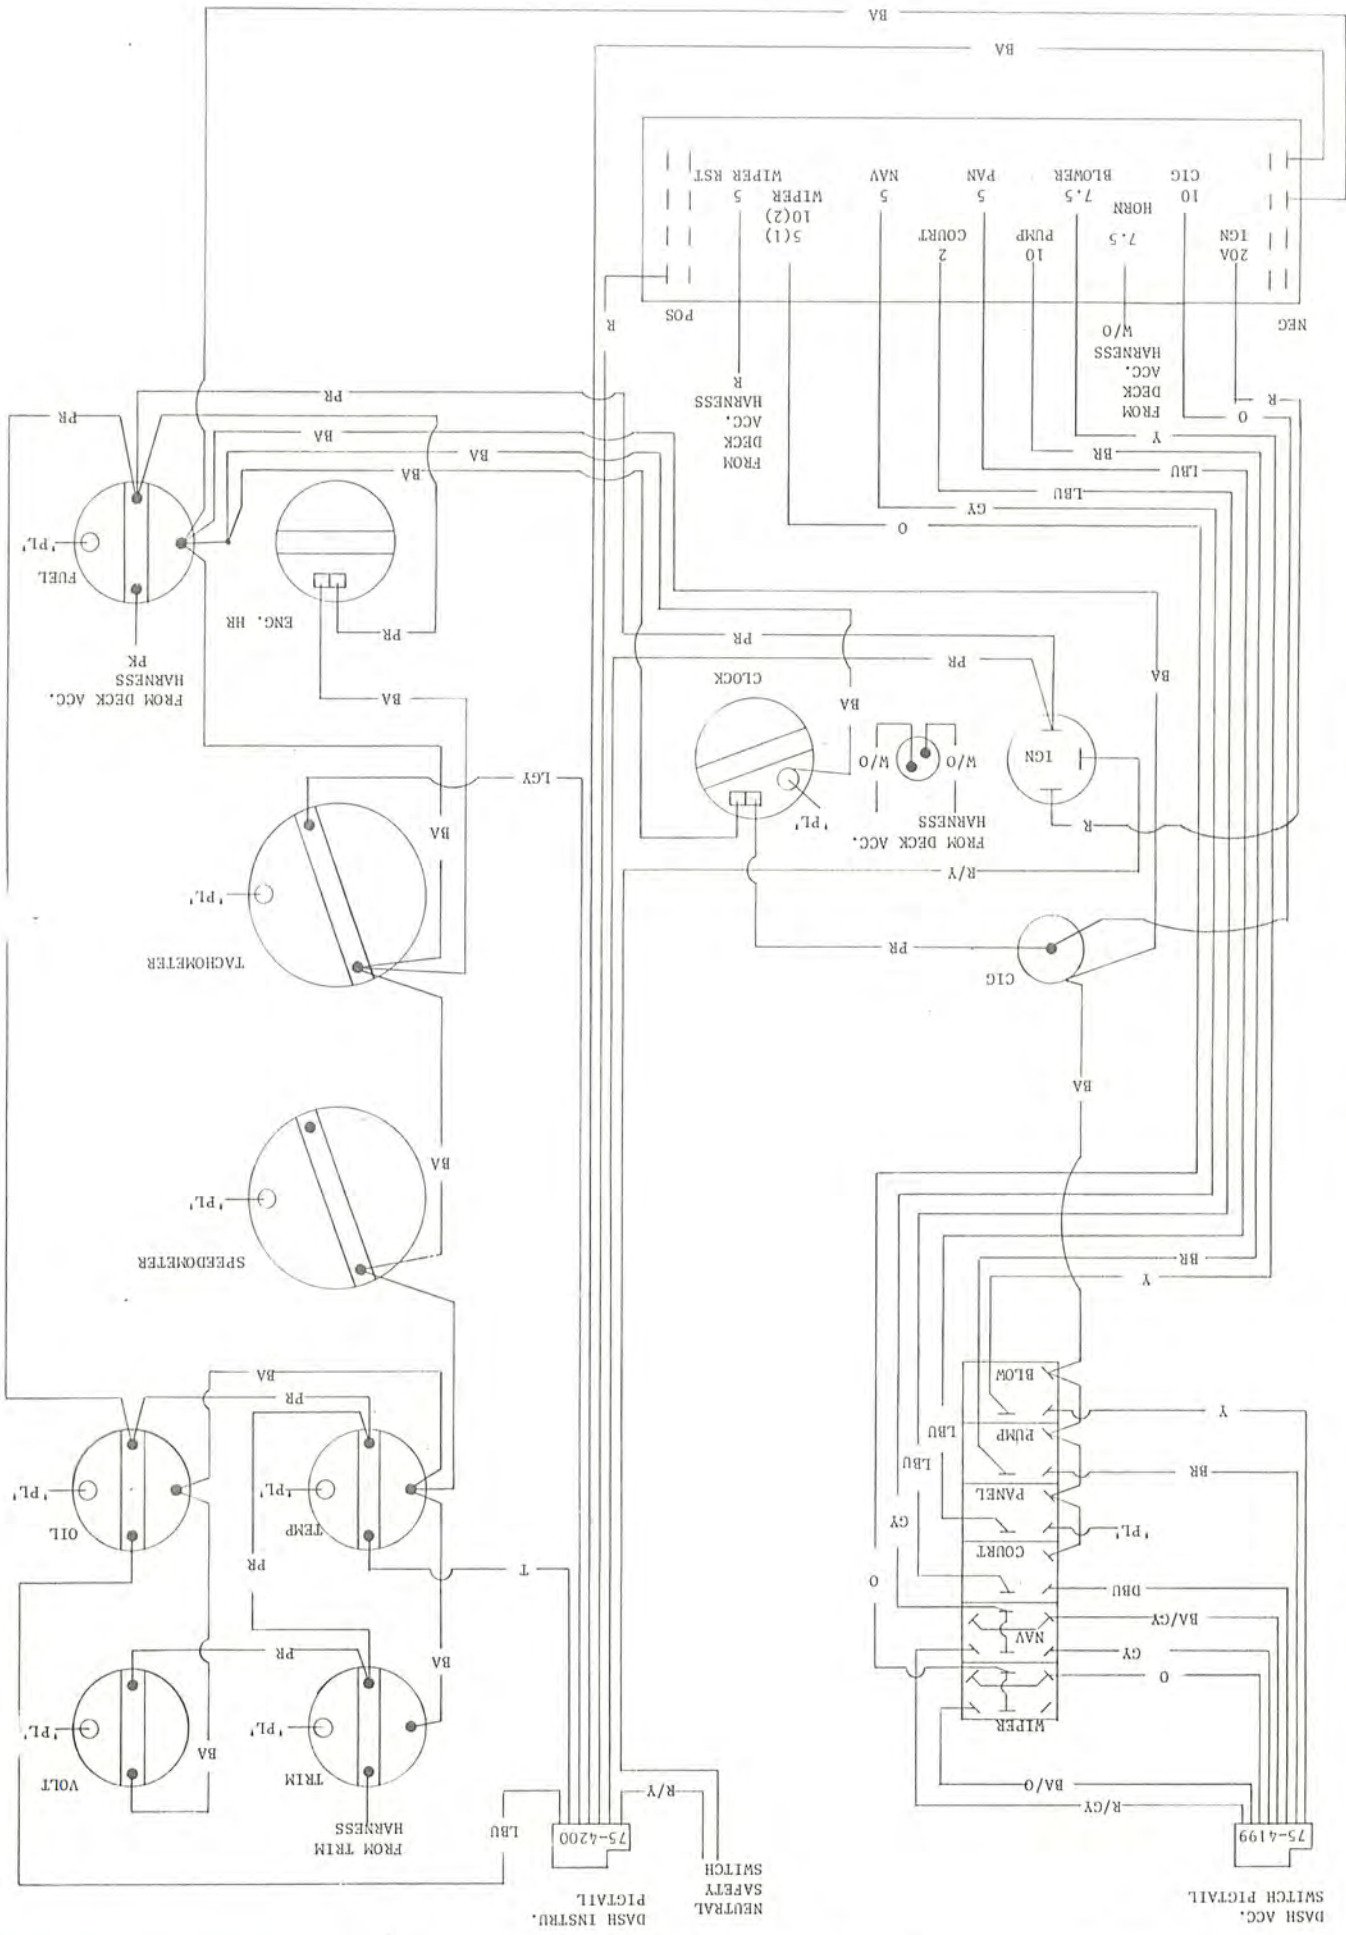 DASH ACC.
SWITCH PIGTAIL
75-4199
NEUTRAL
SAFETY
SWITCH
DASH INSTRU.
PIGTAIL
75-4200
R/GY
BA/O
R/Y
LBU
FROM TRIM
HARNESS
TRIM
VOLT
'PL'
'PL'
WIPER
O
GY
NAV
BA/GY
DBU
COURT
'PL'
PANEL
BR
PUMP
Y
BLOW
O
GY
LBU
LBU
BA
BA
PR
PR
T
TEMP
OIL
'PL'
'PL'
PR
BA
Y
BR
SPEEDOMETER
'PL'
BA
BA
CIG
PR
TACHOMETER
'PL'
R/Y
R
FROM DECK ACC.
HARNESS
W/O
W/O
'PL'
IGN
CLOCK
BA
BA
LGY
BA
PR
PR
BA
BA
PR
FROM DECK ACC.
HARNESS
PK
ENG. HR
FUEL
'PL'
O
GY
LBU
LBU
BR
Y
O
R
FROM
DECK
ACC.
HARNESS
W/O
FROM
DECK
ACC.
HARNESS
R
BA
BA
BA
PR
PR
NEG
POS
R
20A
IGN
10
CIG
7.5
HORN
7.5
BLOWER
10
PUMP
5
PAN
2
COURT
5
NAV
5(1)
10(2)
WIPER
5
WIPER RST
BA
BA